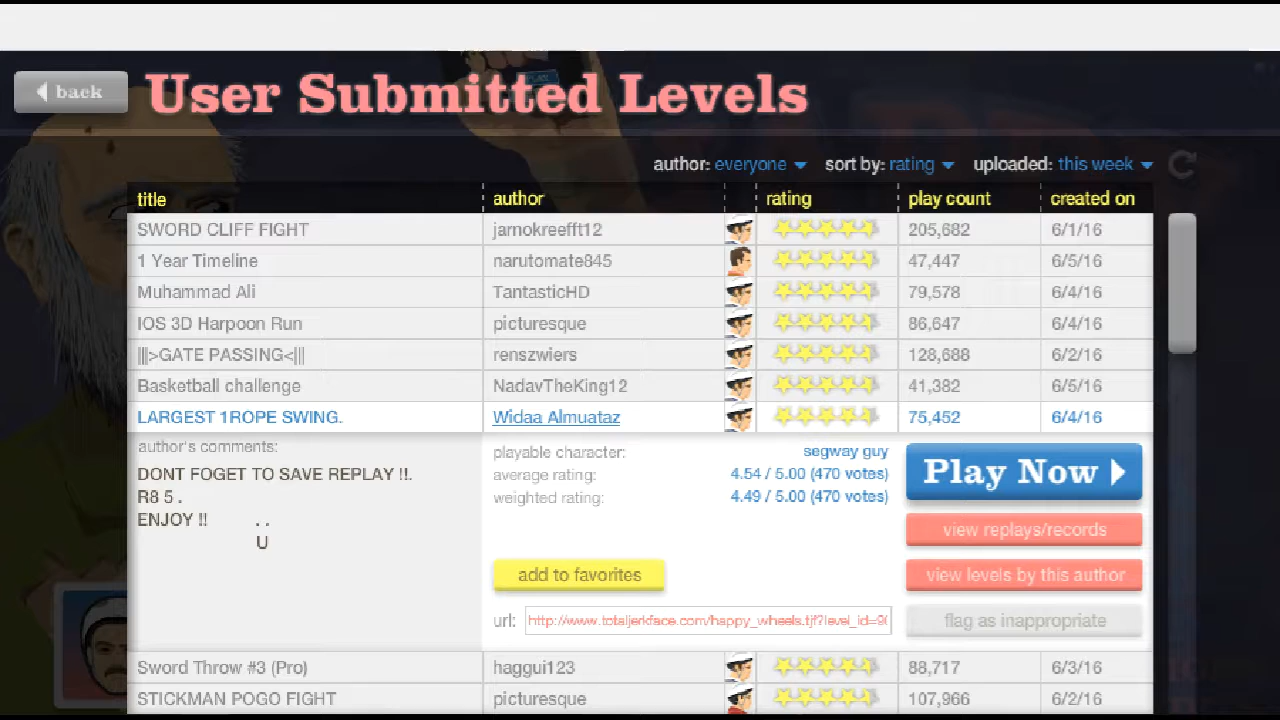 back
User Submitted Levels
author: everyone sort by: rating uploaded: this week
title author rating play count created on
SWORD CLIFF FIGHT jarnokreefft12 205,682 6/1/16
1 Year Timeline narutomate845 47,447 6/5/16
Muhammad Ali TantasticHD 79,578 6/4/16
IOS 3D Harpoon Run picturesque 86,647 6/4/16
|||>GATE PASSING<||| renszwiers 128,688 6/2/16
Basketball challenge NadavTheKing12 41,382 6/5/16
LARGEST 1ROPE SWING. Widaa Almuataz 75,452 6/4/16
author's comments:
DONT FOGET TO SAVE REPLAY !!.
R8 5 .
ENJOY !! . .
U
playable character: segway guy
average rating: 4.54 / 5.00 (470 votes)
weighted rating: 4.49 / 5.00 (470 votes)
add to favorites
url: http://www.totaljerkface.com/happy_wheels.tjf?level_id=9
Play Now
view replays/records
view levels by this author
flag as inappropriate
Sword Throw #3 (Pro) haggui123 88,717 6/3/16
STICKMAN POGO FIGHT picturesque 107,966 6/2/16